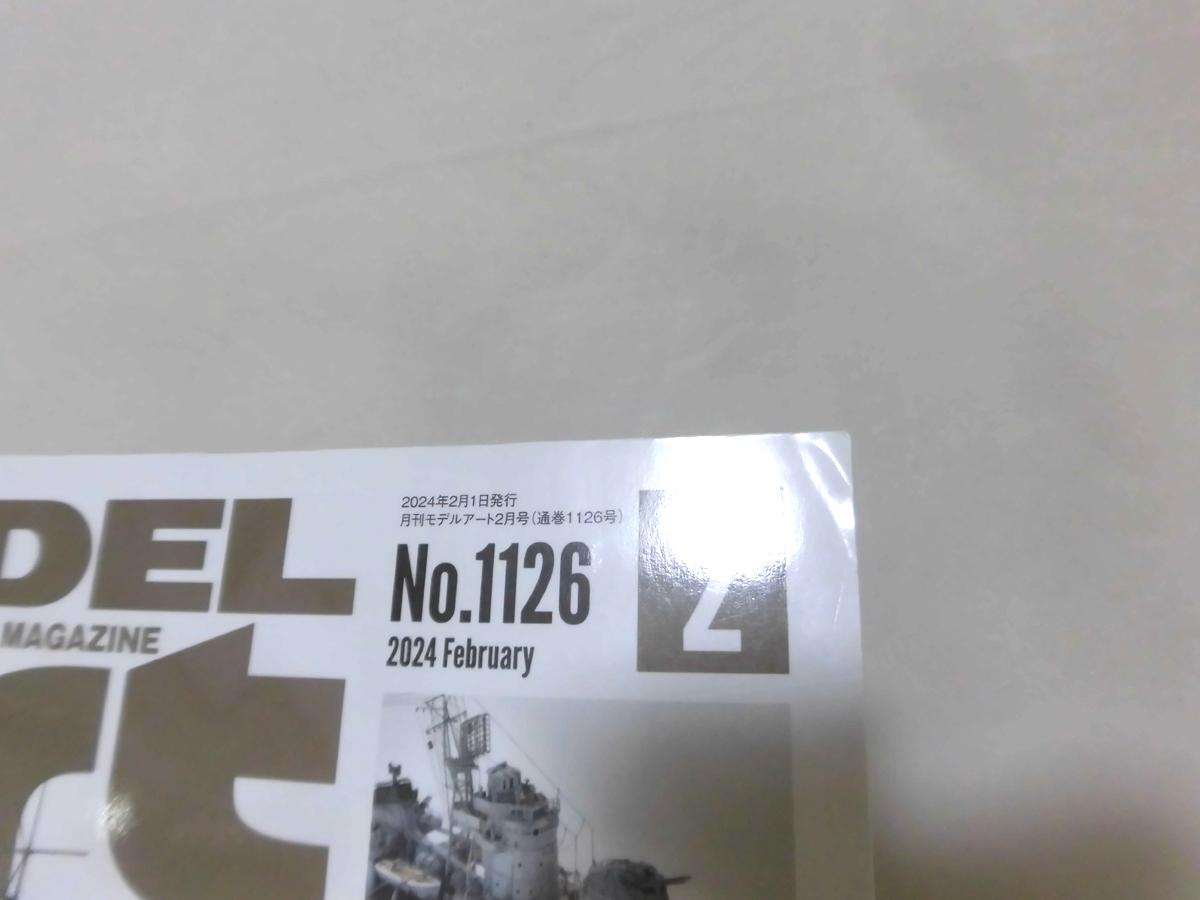 2024年2月1日発行
月刊モデルアート2月号（通巻1126号）
No.1126
2024 February
2
DEL
MAGAZINE
rt